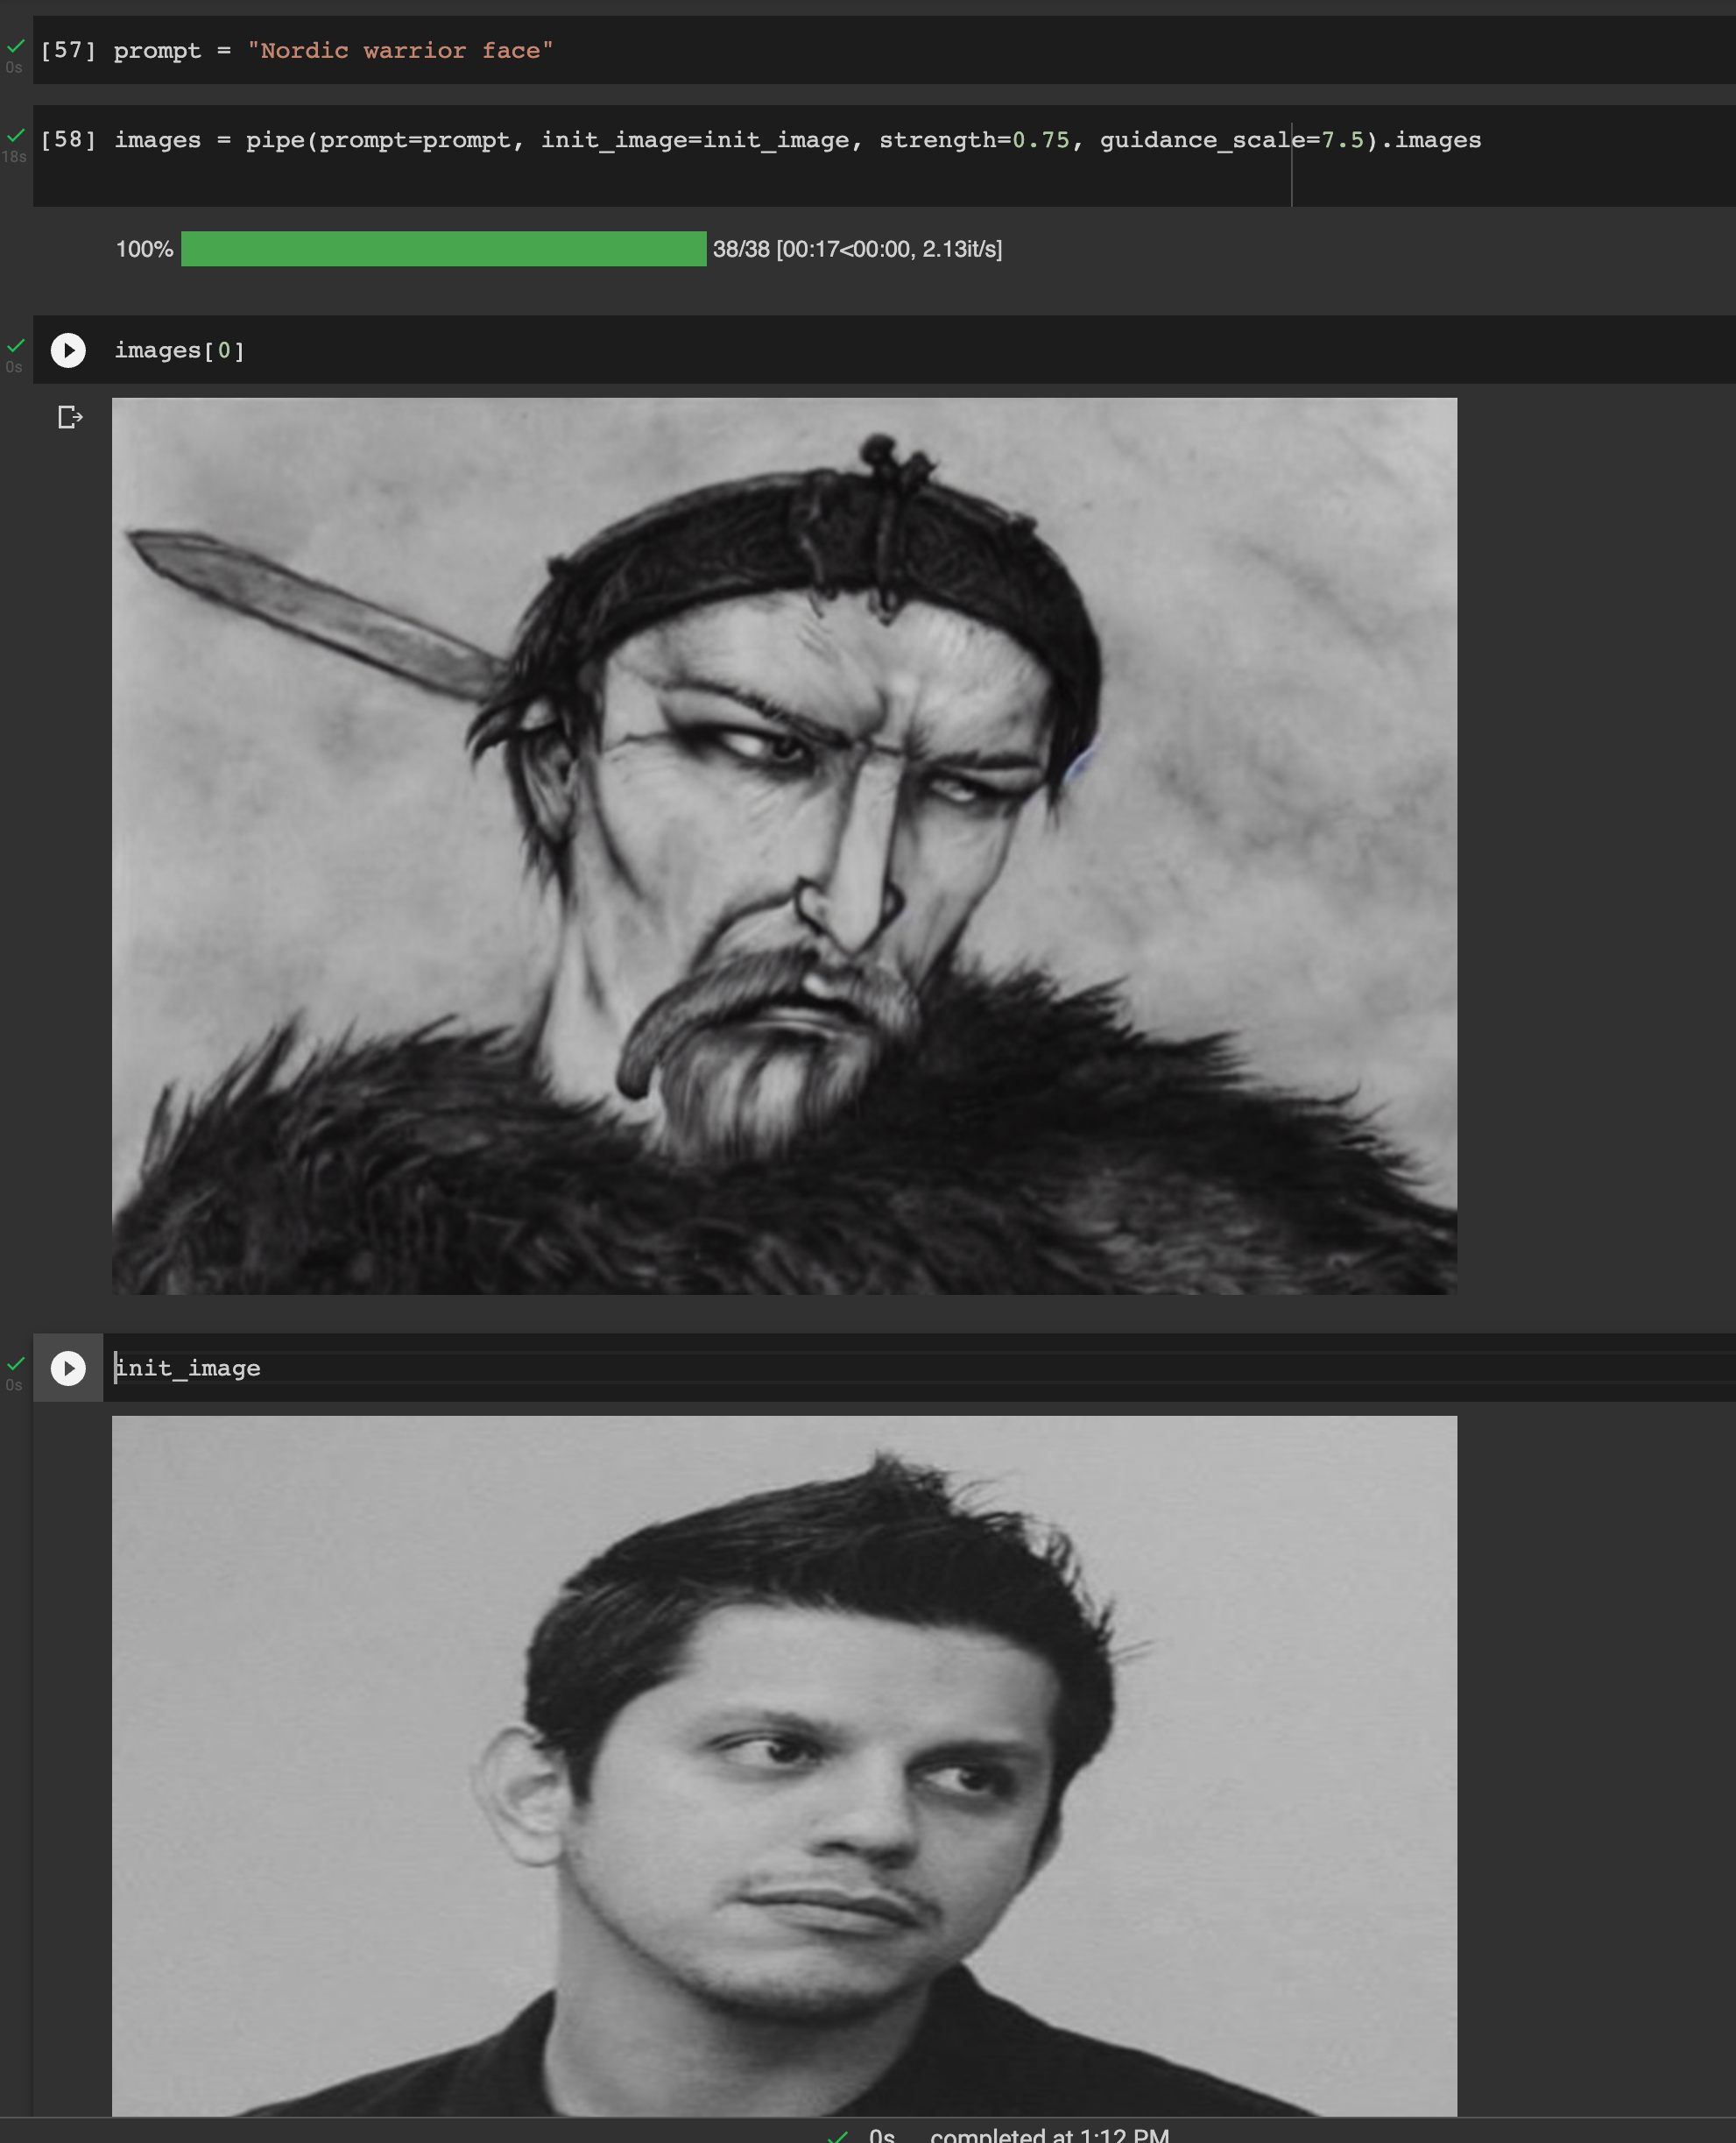 [57] prompt = "Nordic warrior face"
0s
[58] images = pipe(prompt=prompt, init_image=init_image, strength=0.75, guidance_scale=7.5).images
18s
100% 38/38 [00:17<00:00, 2.13it/s]
images[0]
0s
init_image
0s
0s completed at 1:12 PM